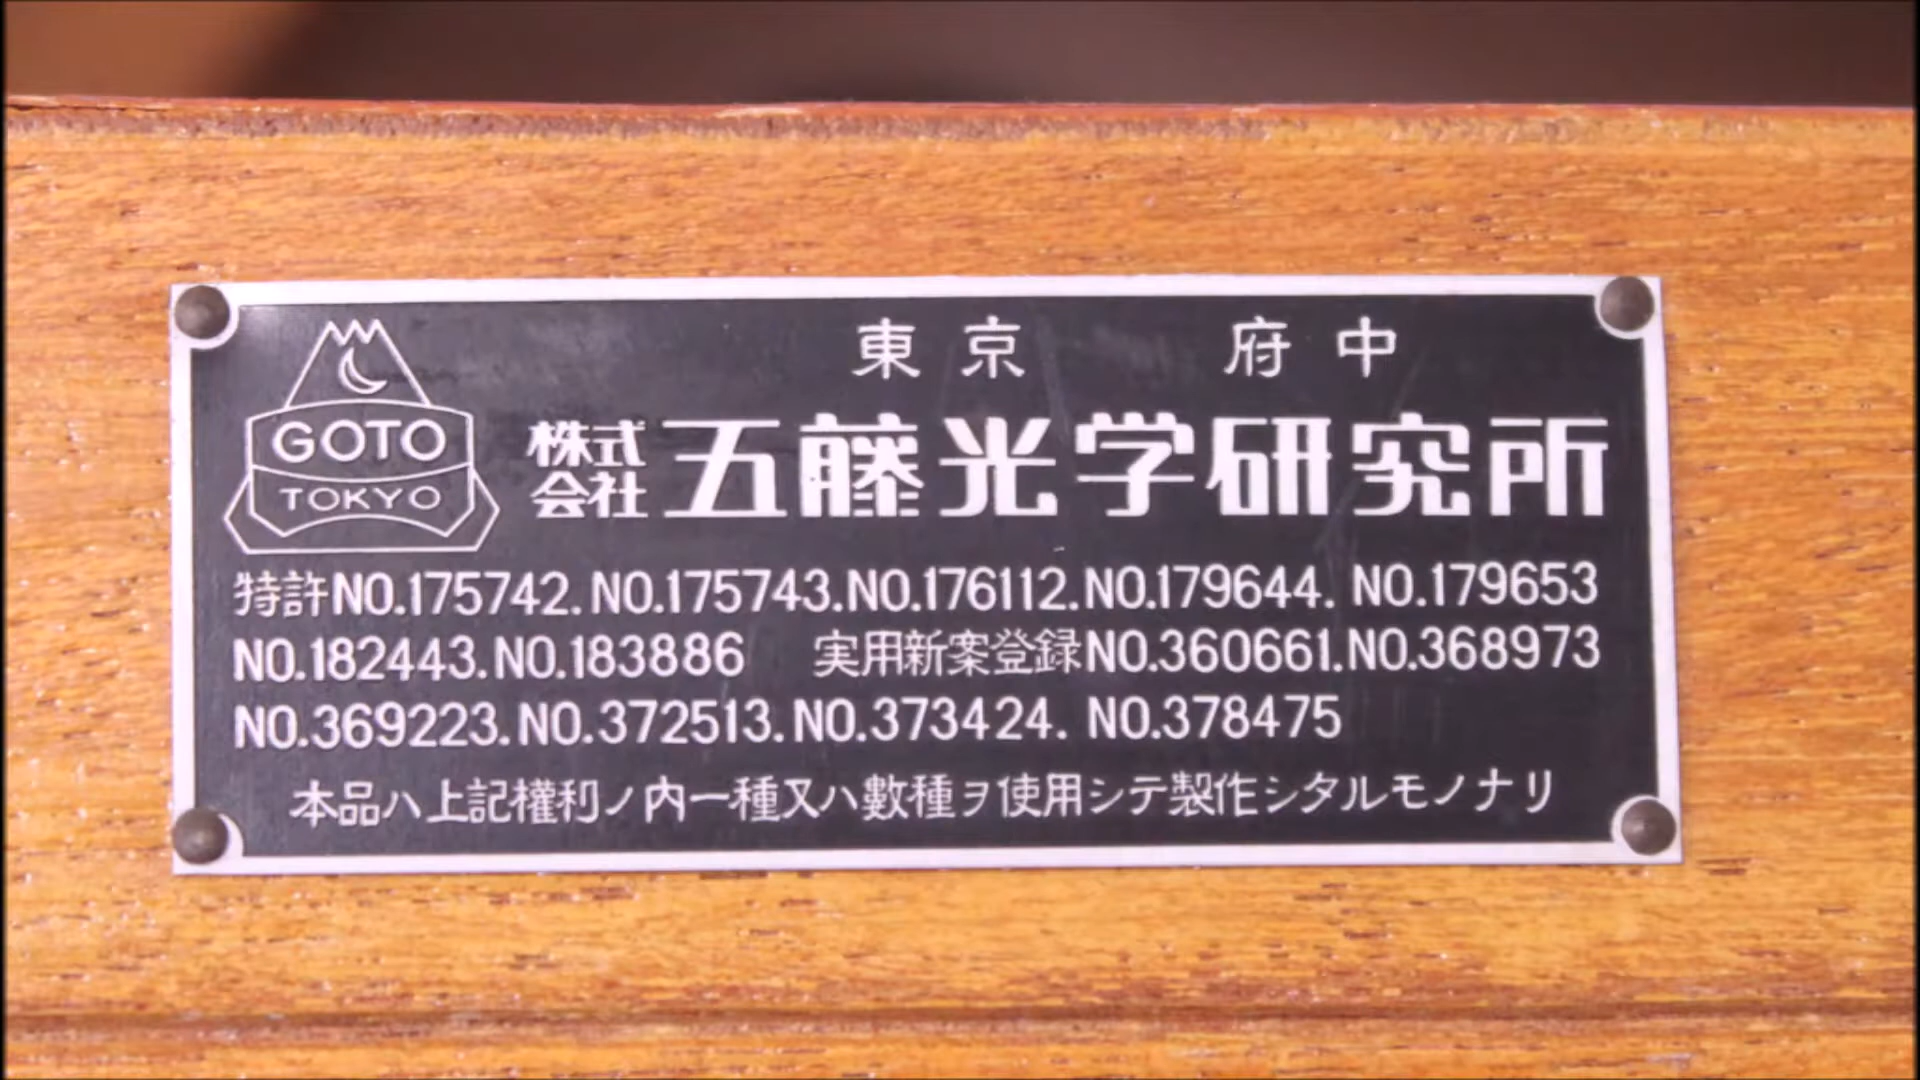 東京 府中
GOTO
TOKYO
株式会社 五藤光学研究所
特許NO.175742. NO.175743. NO.176112. NO.179644. NO.179653
NO.182443. NO.183886 実用新案登録NO.360661. NO.368973
NO.369223. NO.372513. NO.373424. NO.378475
本品ハ上記權利ノ内一種又ハ數種ヲ使用シテ製作シタルモノナリ